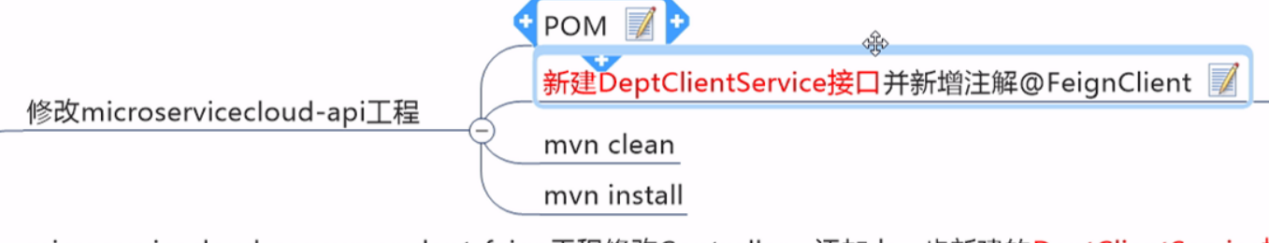 POM
新建DeptClientService接口并新增注解@FeignClient
修改microservicecloud-api工程
mvn clean
mvn install